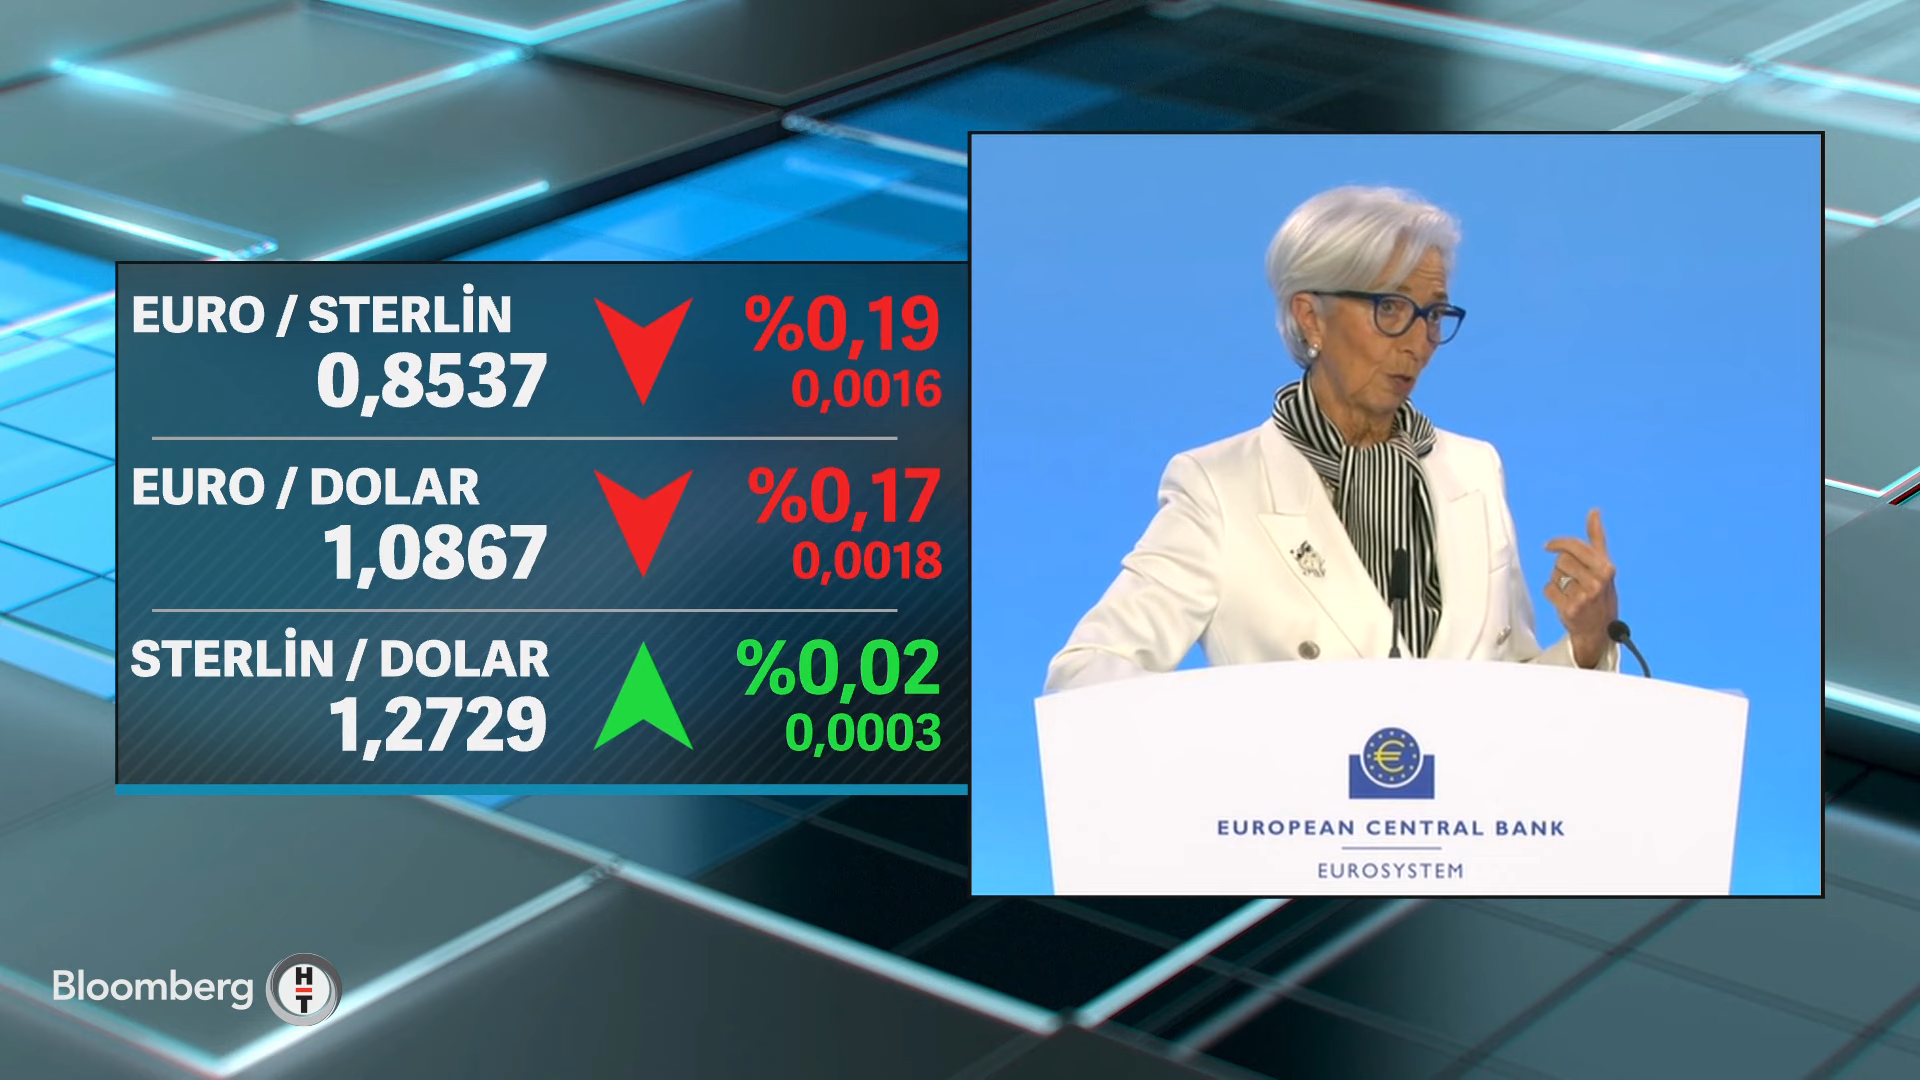 EURO / STERLİN
0,8537
%0,19
0,0016
EURO / DOLAR
1,0867
%0,17
0,0018
STERLİN / DOLAR
1,2729
%0,02
0,0003
€
EUROPEAN CENTRAL BANK
EUROSYSTEM
Bloomberg HT